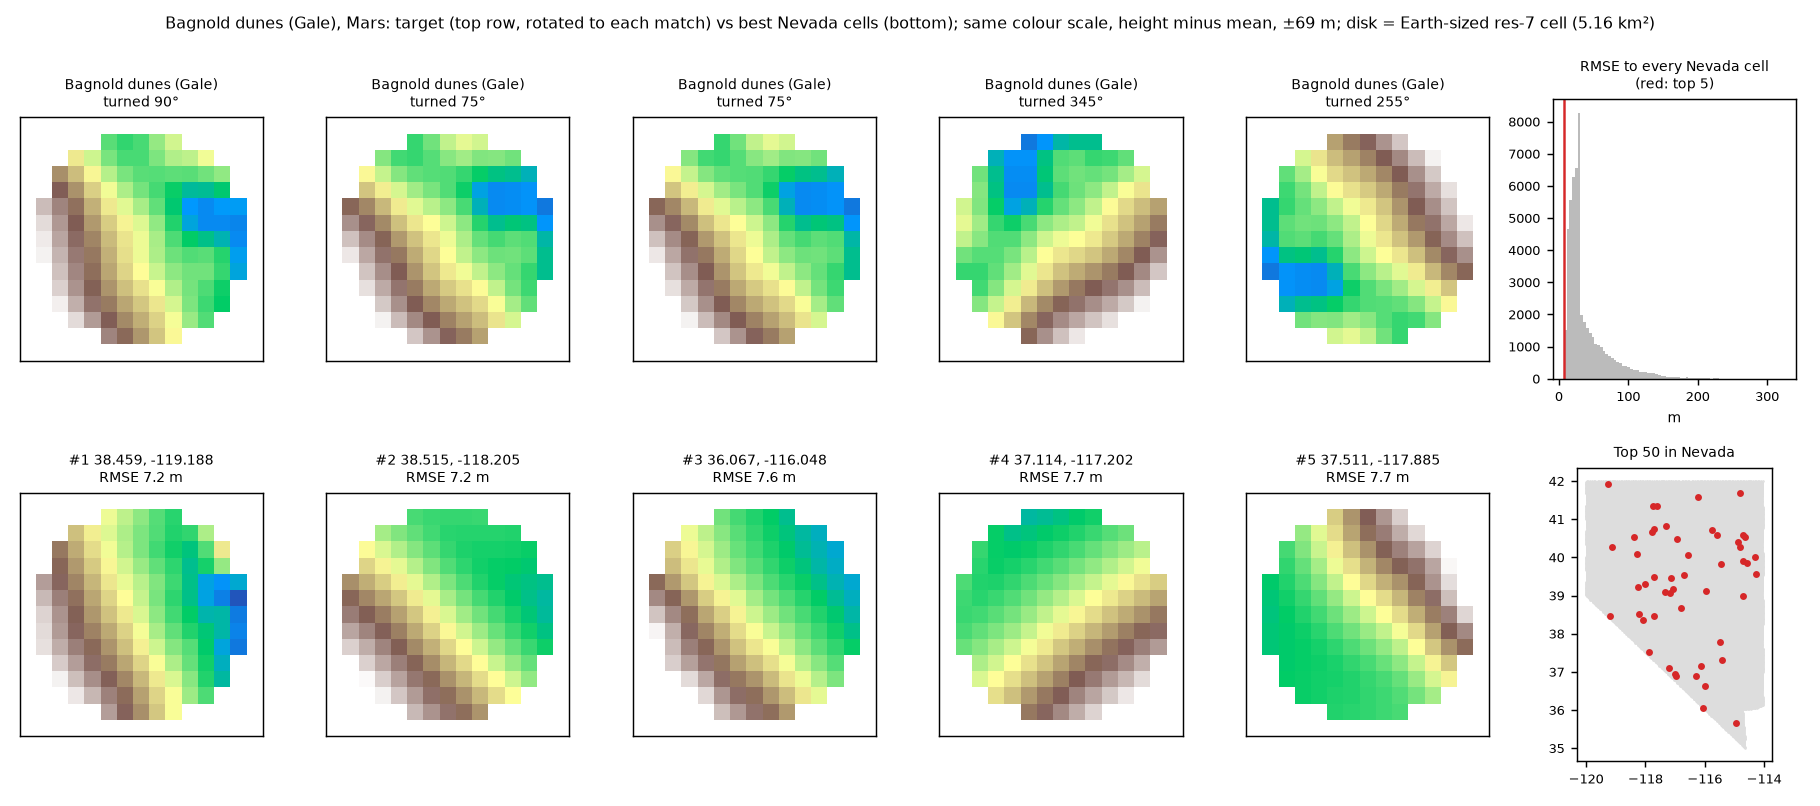 Bagnold dunes (Gale), Mars: target (top row, rotated to each match) vs best Nevada cells (bottom); same colour scale, height minus mean, ±69 m; disk = Earth-sized res-7 cell (5.16 km²)
Bagnold dunes (Gale)
turned 90°
Bagnold dunes (Gale)
turned 75°
Bagnold dunes (Gale)
turned 75°
Bagnold dunes (Gale)
turned 345°
Bagnold dunes (Gale)
turned 255°
RMSE to every Nevada cell
(red: top 5)
8000
7000
6000
5000
4000
3000
2000
1000
0
0 100 200 300
m
#1 38.459, -119.188
RMSE 7.2 m
#2 38.515, -118.205
RMSE 7.2 m
#3 36.067, -116.048
RMSE 7.6 m
#4 37.114, -117.202
RMSE 7.7 m
#5 37.511, -117.885
RMSE 7.7 m
Top 50 in Nevada
42
41
40
39
38
37
36
35
−120 −118 −116 −114